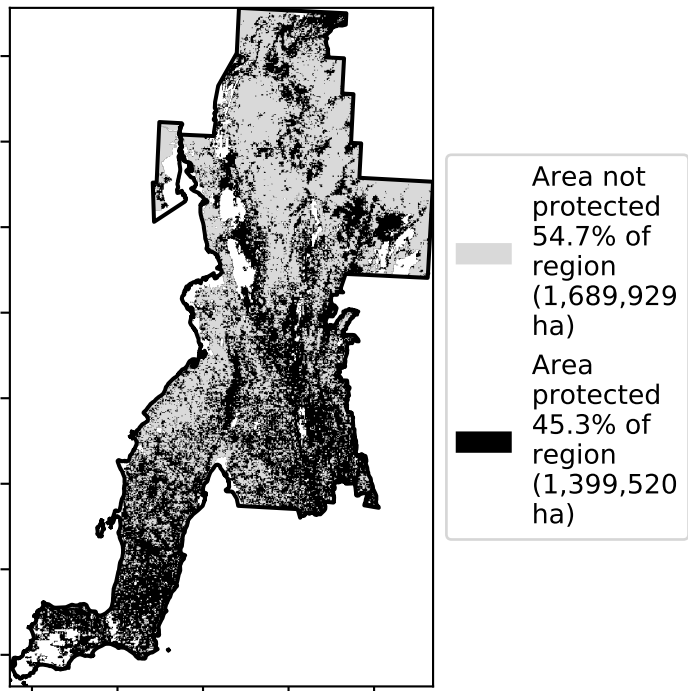 Area not
protected
54.7% of
region
(1,689,929
ha)
Area
protected
45.3% of
region
(1,399,520
ha)